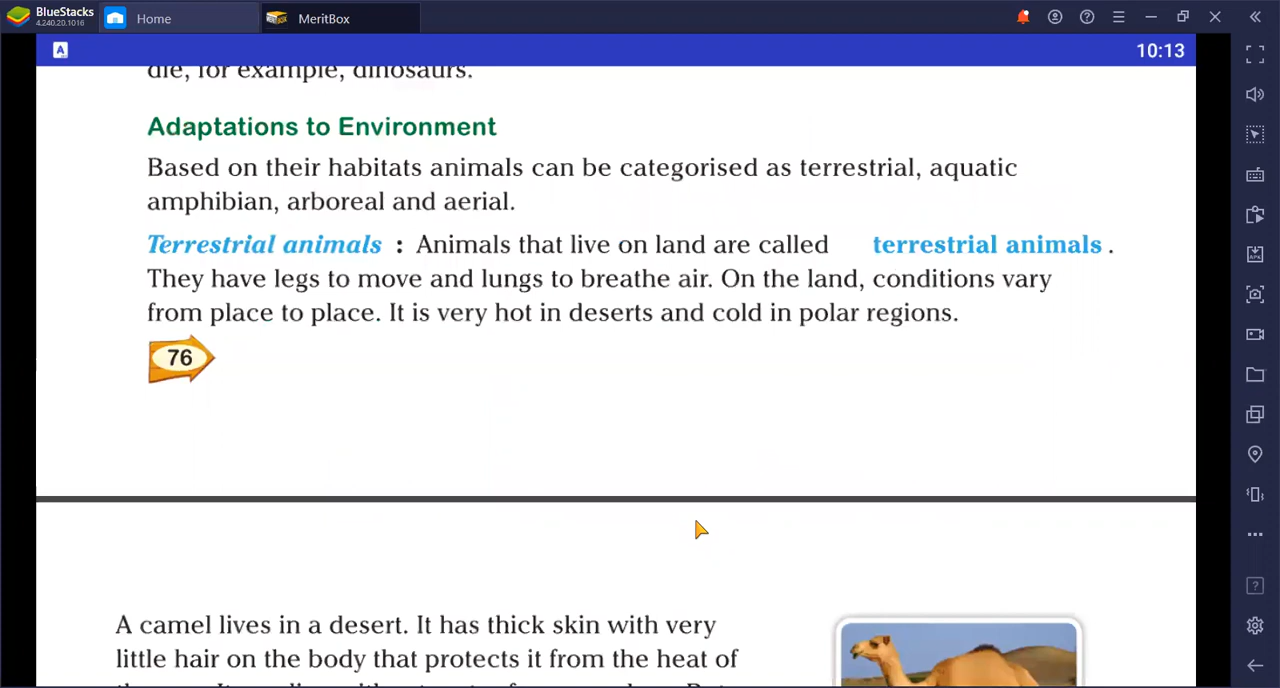 BlueStacks
4.240.20.1016
Home
MeritBox
A
10:13
die, for example, dinosaurs.
Adaptations to Environment
Based on their habitats animals can be categorised as terrestrial, aquatic
amphibian, arboreal and aerial.
Terrestrial animals : Animals that live on land are called terrestrial animals .
They have legs to move and lungs to breathe air. On the land, conditions vary
from place to place. It is very hot in deserts and cold in polar regions.
76
A camel lives in a desert. It has thick skin with very
little hair on the body that protects it from the heat of